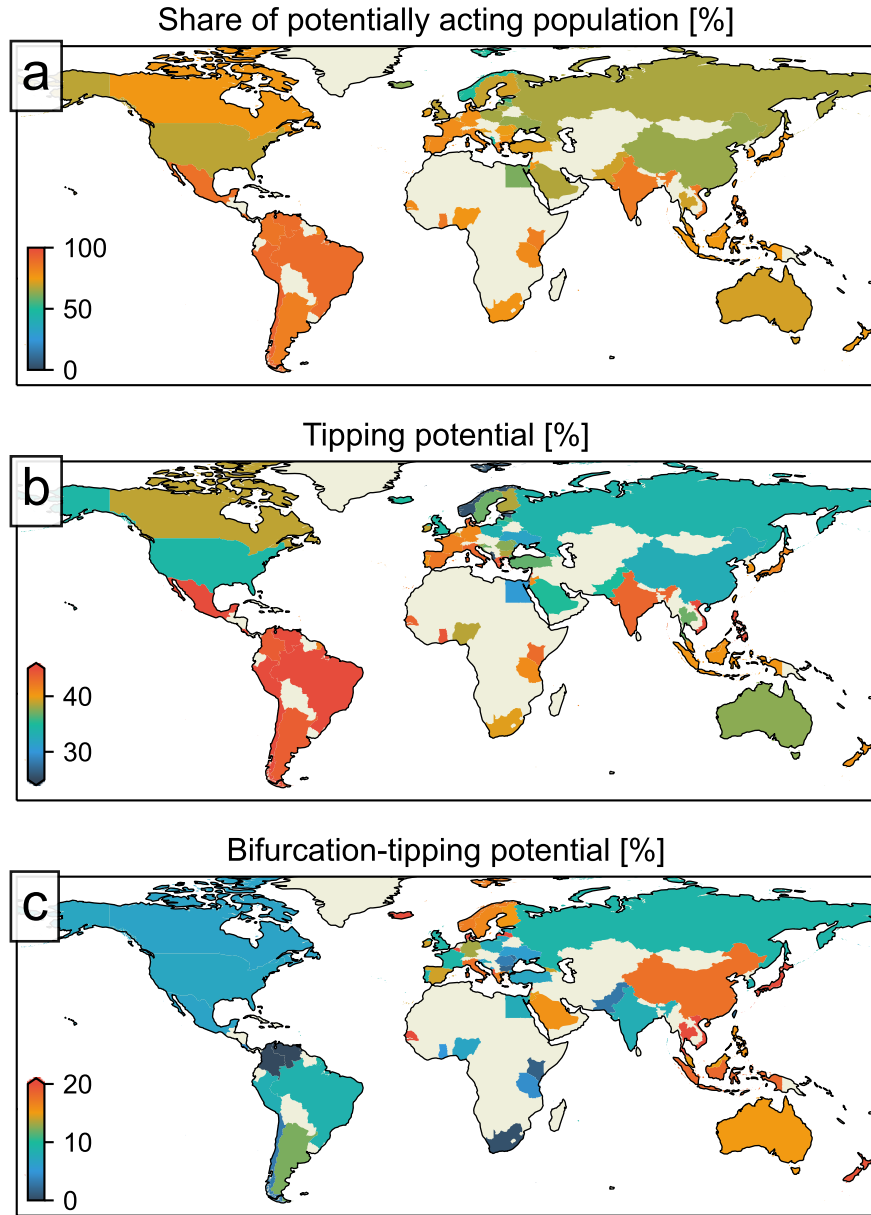 Share of potentially acting population [%]
a
100
50
0
Tipping potential [%]
b
40
30
Bifurcation-tipping potential [%]
c
20
10
0